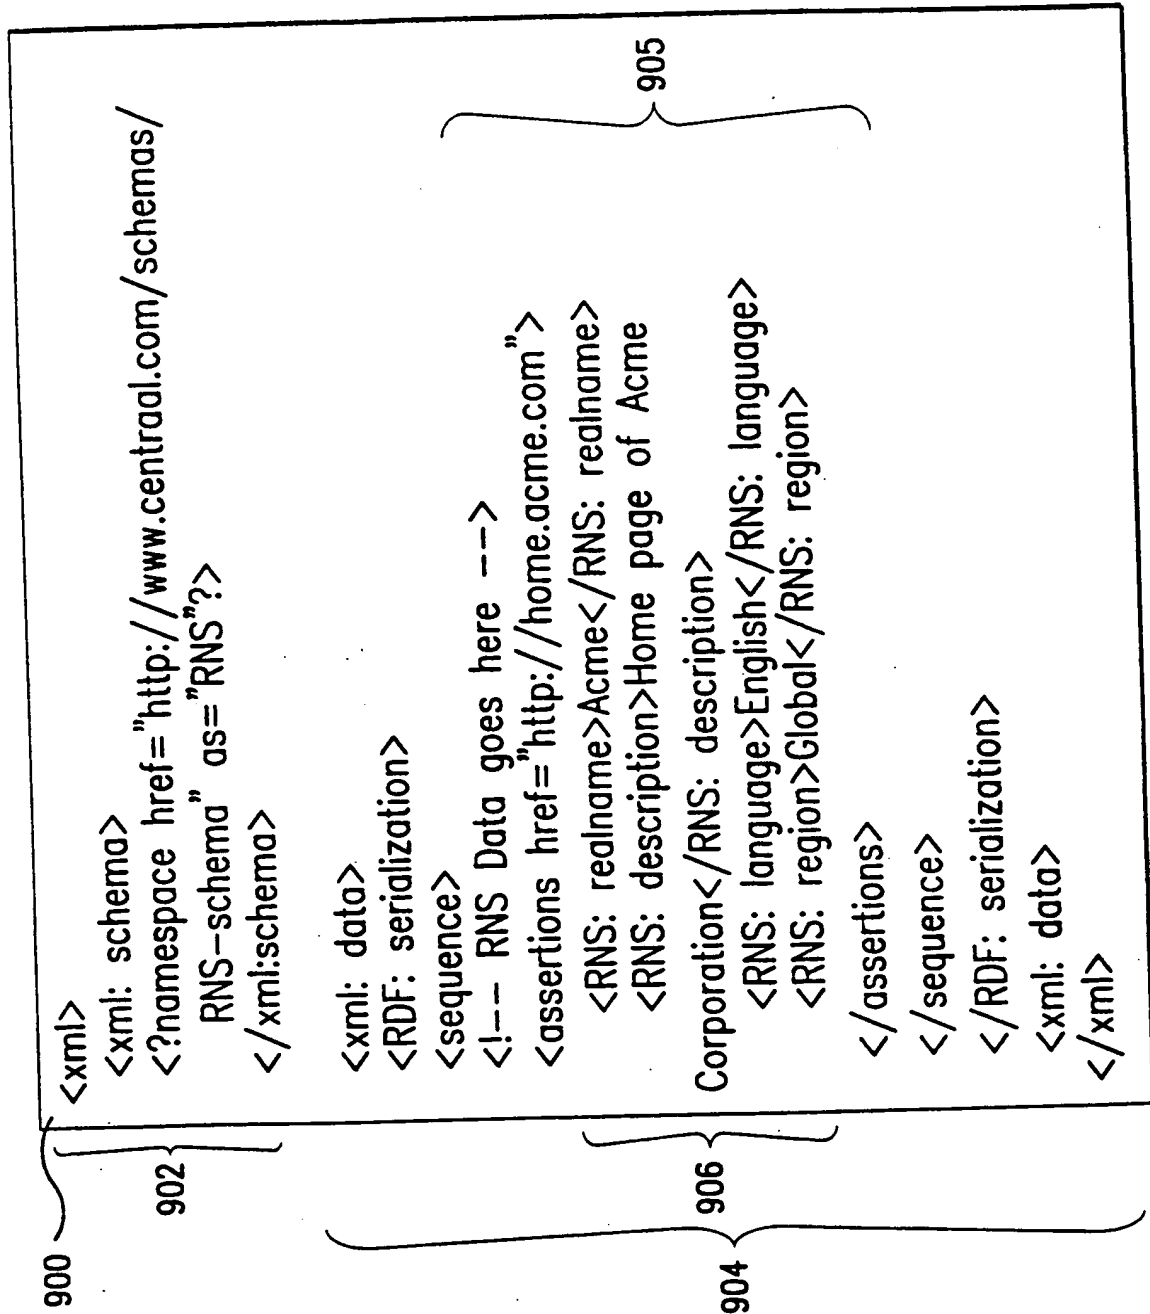 900
902
904
906
905
<xml>
<xml: schema>
<?namespace href="http://www.centraal.com/schemas/
RNS-schema" as="RNS"?>
</xml:schema>
<xml: data>
<RDF: serialization>
<sequence>
<!-- RNS Data goes here -->
<assertions href="http://home.acme.com">
<RNS: realname>Acme</RNS: realname>
<RNS: description>Home page of Acme
Corporation</RNS: description>
<RNS: language>English</RNS: language>
<RNS: region>Global</RNS: region>
</assertions>
</sequence>
</RDF: serialization>
<xml: data>
</xml>